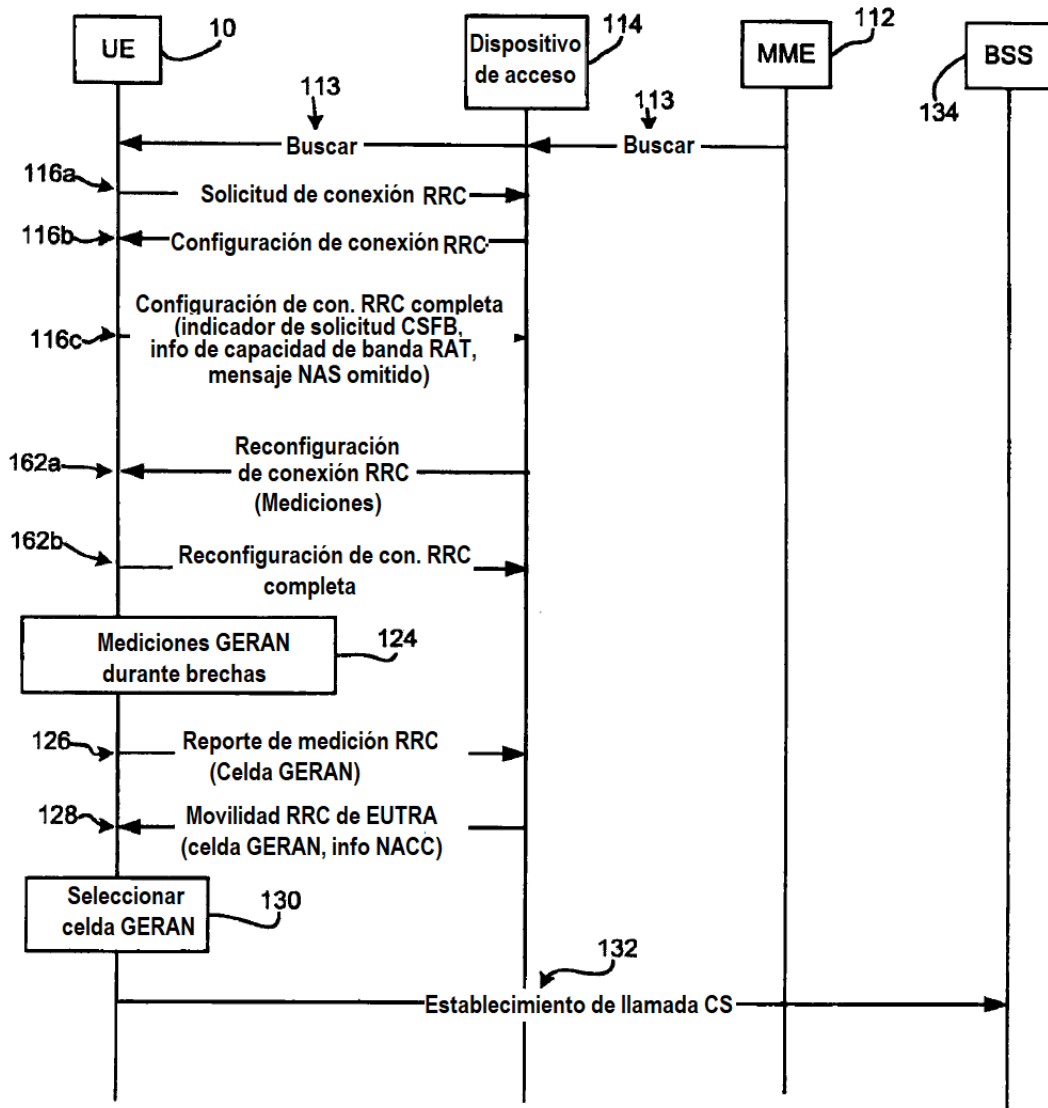 UE
10
Dispositivo
de acceso
114
MME
112
BSS
134
113
Buscar
113
Buscar
116a
Solicitud de conexión RRC
116b
Configuración de conexión RRC
Configuración de con. RRC completa
(indicador de solicitud CSFB,
info de capacidad de banda RAT,
mensaje NAS omitido)
116c
Reconfiguración
de conexión RRC
(Mediciones)
162a
162b
Reconfiguración de con. RRC
completa
Mediciones GERAN
durante brechas
124
126
Reporte de medición RRC
(Celda GERAN)
128
Movilidad RRC de EUTRA
(celda GERAN, info NACC)
Seleccionar
celda GERAN
130
132
Establecimiento de llamada CS